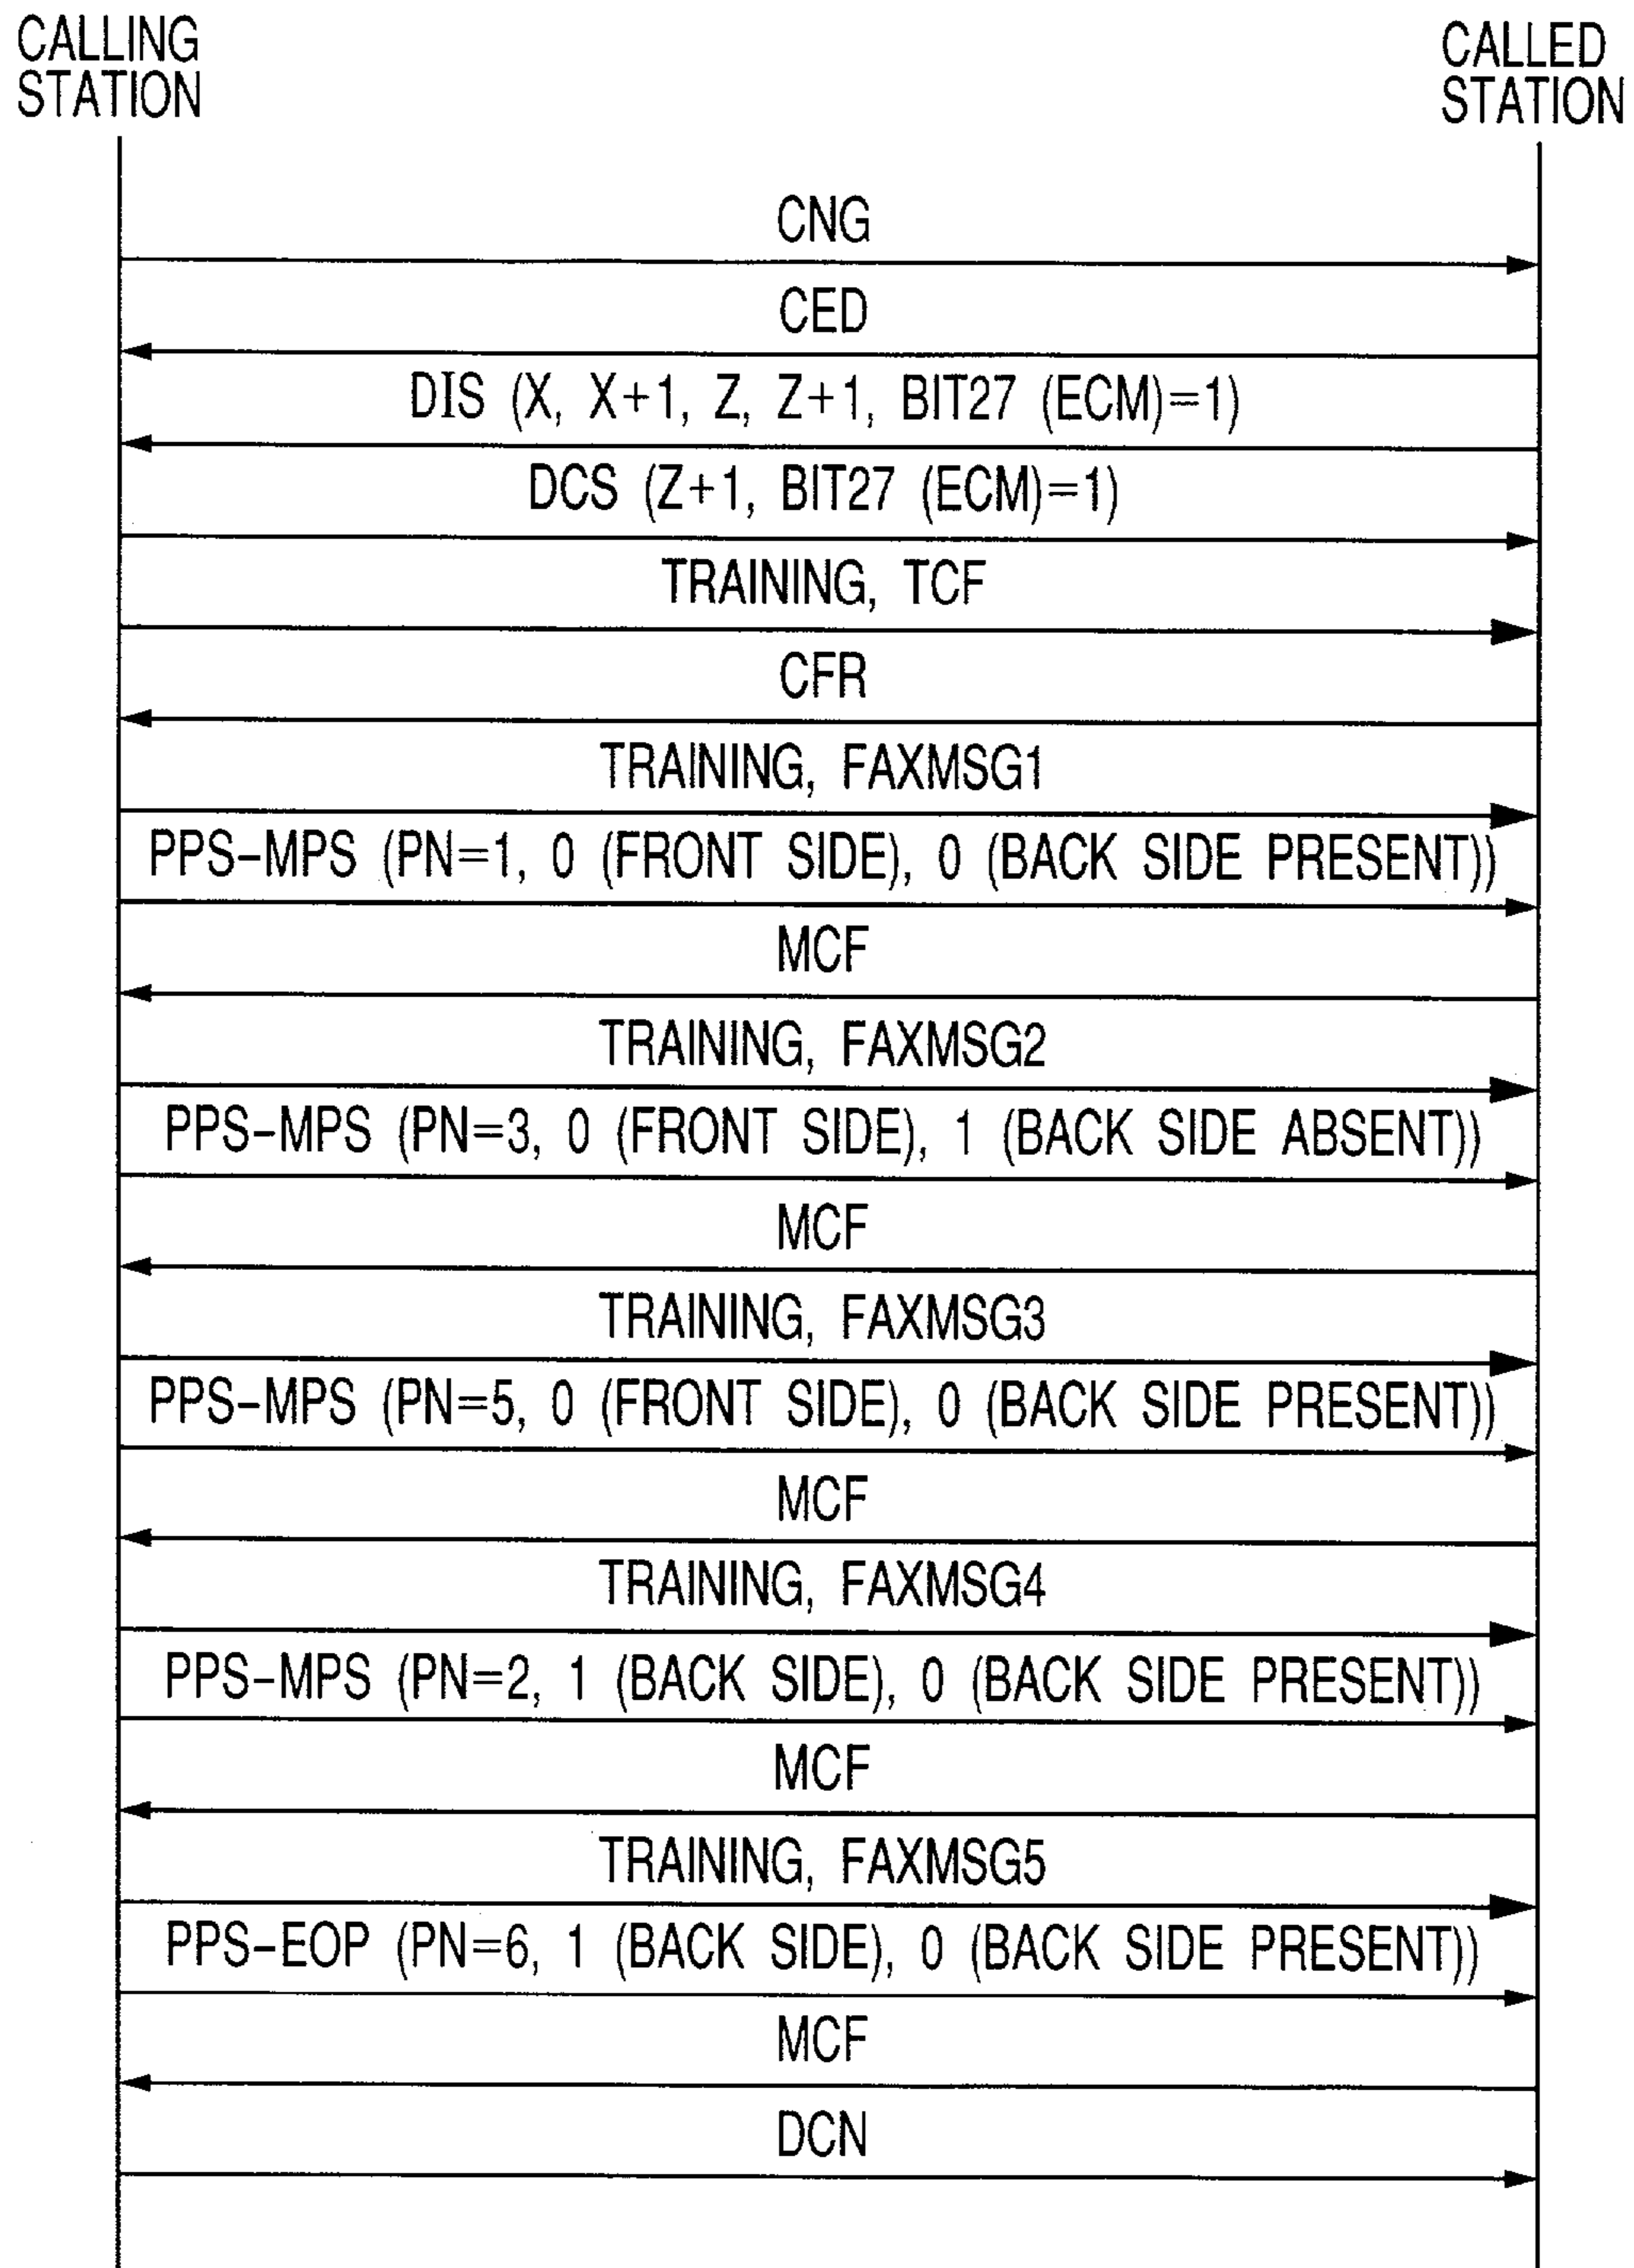 CALLING
STATION
CALLED
STATION
CNG
CED
DIS (X, X+1, Z, Z+1, BIT27 (ECM)=1)
DCS (Z+1, BIT27 (ECM)=1)
TRAINING, TCF
CFR
TRAINING, FAXMSG1
PPS-MPS (PN=1, 0 (FRONT SIDE), 0 (BACK SIDE PRESENT))
MCF
TRAINING, FAXMSG2
PPS-MPS (PN=3, 0 (FRONT SIDE), 1 (BACK SIDE ABSENT))
MCF
TRAINING, FAXMSG3
PPS-MPS (PN=5, 0 (FRONT SIDE), 0 (BACK SIDE PRESENT))
MCF
TRAINING, FAXMSG4
PPS-MPS (PN=2, 1 (BACK SIDE), 0 (BACK SIDE PRESENT))
MCF
TRAINING, FAXMSG5
PPS-EOP (PN=6, 1 (BACK SIDE), 0 (BACK SIDE PRESENT))
MCF
DCN